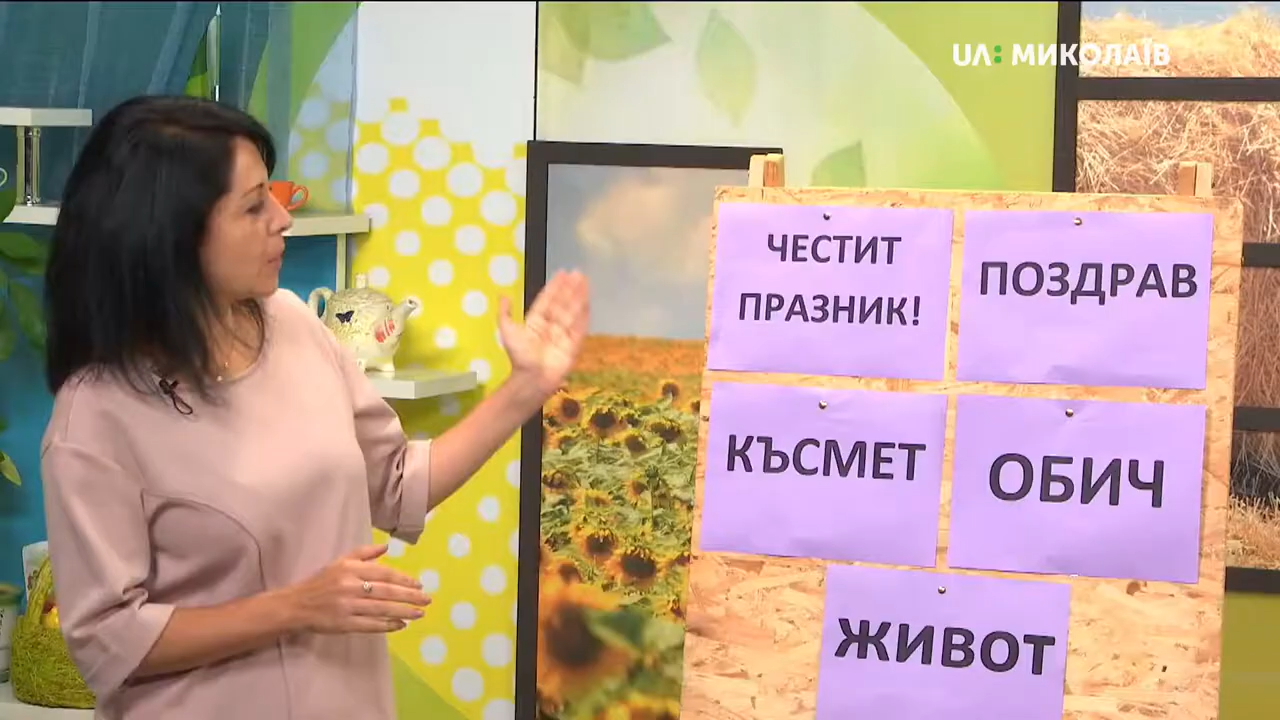 UA: МИКОЛАЇВ
ЧЕСТИТ
ПРАЗНИК!
ПОЗДРАВ
КЪСМЕТ
ОБИЧ
ЖИВОТ